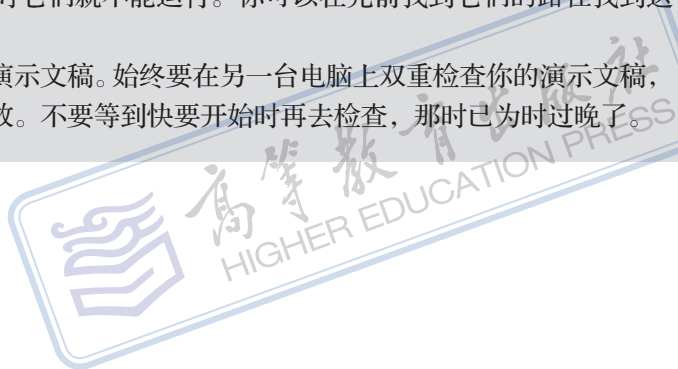 它们就不能运行。你可以在先前找到它们的路径找到这
演示文稿。始终要在另一台电脑上双重检查你的演示文稿,
效。不要等到快要开始时再去检查，那时已为时过晚了。
高等教育出版社
HIGHER EDUCATION PRESS